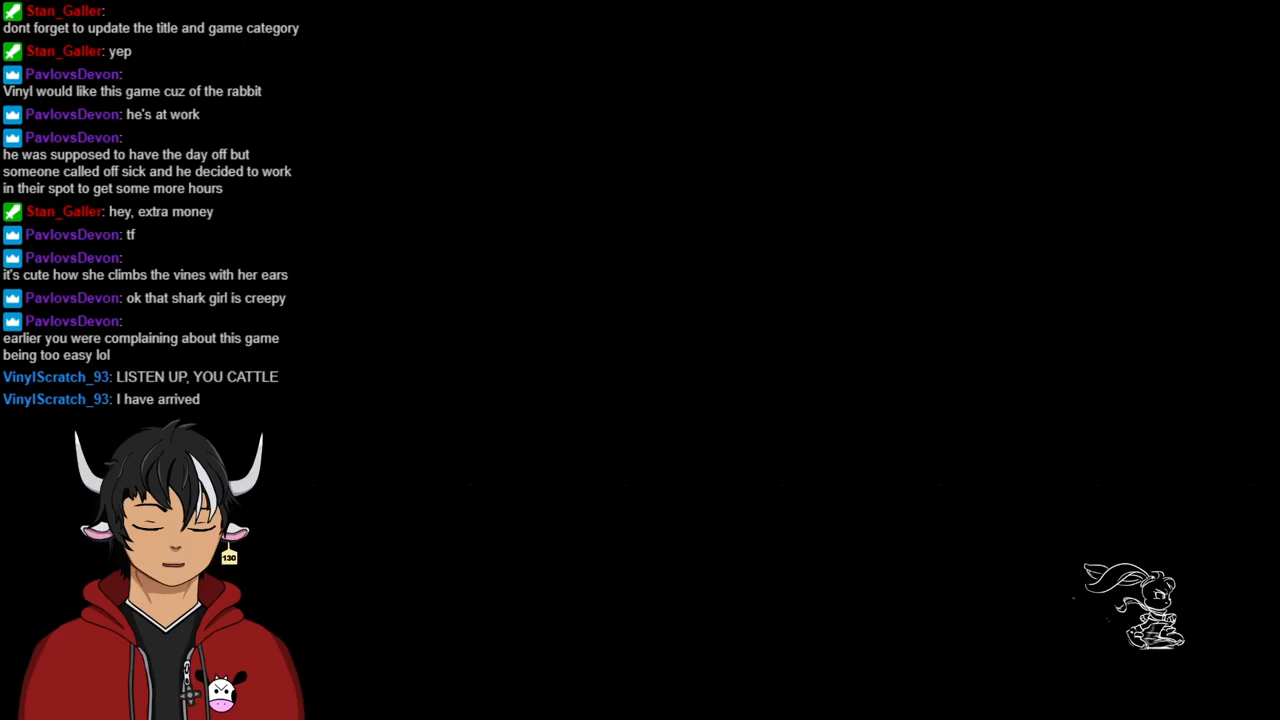 Stan_Galler:
dont forget to update the title and game category
Stan_Galler: yep
PavlovsDevon:
Vinyl would like this game cuz of the rabbit
PavlovsDevon: he's at work
PavlovsDevon:
he was supposed to have the day off but
someone called off sick and he decided to work
in their spot to get some more hours
Stan_Galler: hey, extra money
PavlovsDevon: tf
PavlovsDevon:
it's cute how she climbs the vines with her ears
PavlovsDevon: ok that shark girl is creepy
PavlovsDevon:
earlier you were complaining about this game
being too easy lol
VinylScratch_93: LISTEN UP, YOU CATTLE
VinylScratch_93: I have arrived
130